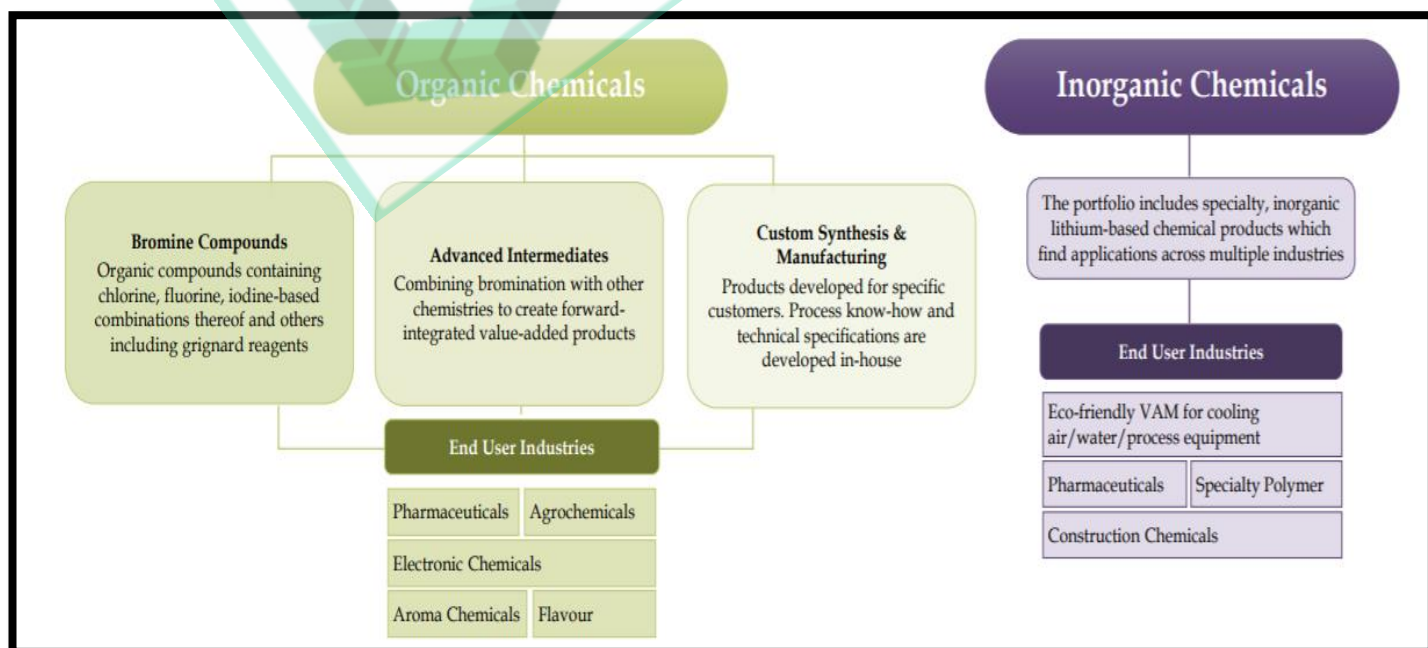 Organic Chemicals
Inorganic Chemicals
Bromine Compounds
Organic compounds containing
chlorine, fluorine, iodine-based
combinations thereof and others
including grignard reagents
Advanced Intermediates
Combining bromination with other
chemistries to create forward-
integrated value-added products
Custom Synthesis &
Manufacturing
Products developed for specific
customers. Process know-how and
technical specifications are
developed in-house
End User Industries
Pharmaceuticals
Agrochemicals
Electronic Chemicals
Aroma Chemicals
Flavour
The portfolio includes specialty, inorganic
lithium-based chemical products which
find applications across multiple industries
End User Industries
Eco-friendly VAM for cooling
air/water/process equipment
Pharmaceuticals
Specialty Polymer
Construction Chemicals